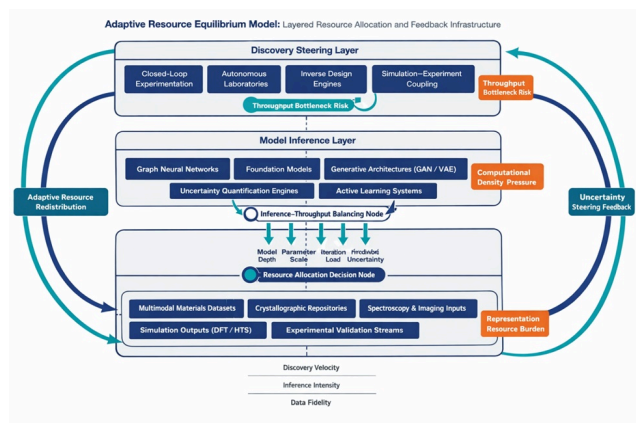 Adaptive Resource Equilibrium Model: Layered Resource Allocation and Feedback Infrastructure
Discovery Steering Layer
Closed-Loop
Experimentation
Autonomous
Laboratories
Inverse Design
Engines
Simulation–Experiment
Coupling
Throughput
Bottleneck Risk
Throughput Bottleneck Risk
Model Inference Layer
Graph Neural Networks
Foundation Models
Generative Architectures (GAN / VAE)
Computational
Density Pressure
Uncertainty Quantification Engines
Active Learning Systems
Adaptive Resource
Redistribution
Uncertainty
Steering Feedback
Inference–Throughput Balancing Node
Model
Depth
Parameter
Scale
Iteration
Load
Uncertainty
Resource Allocation Decision Node
Multimodal Materials Datasets
Crystallographic Repositories
Spectroscopy & Imaging Inputs
Representation
Resource Burden
Simulation Outputs (DFT / HTS)
Experimental Validation Streams
Discovery Velocity
Inference Intensity
Data Fidelity